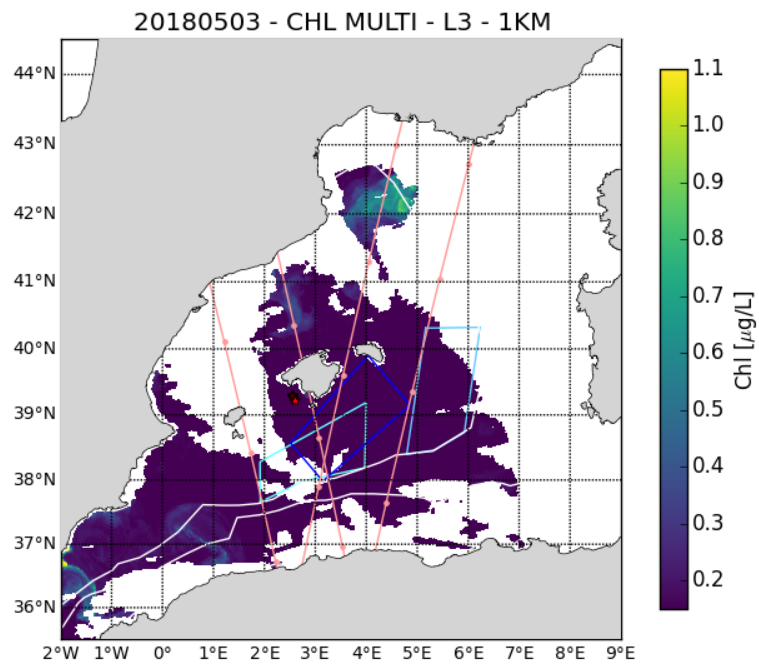 20180503 - CHL MULTI - L3 - 1KM
44°N
43°N
42°N
41°N
40°N
39°N
38°N
37°N
36°N
2°W 1°W 0° 1°E 2°E 3°E 4°E 5°E 6°E 7°E 8°E 9°E
1.1
1.0
0.9
0.8
0.7
0.6
0.5
0.4
0.3
0.2
Chl [μg/L]